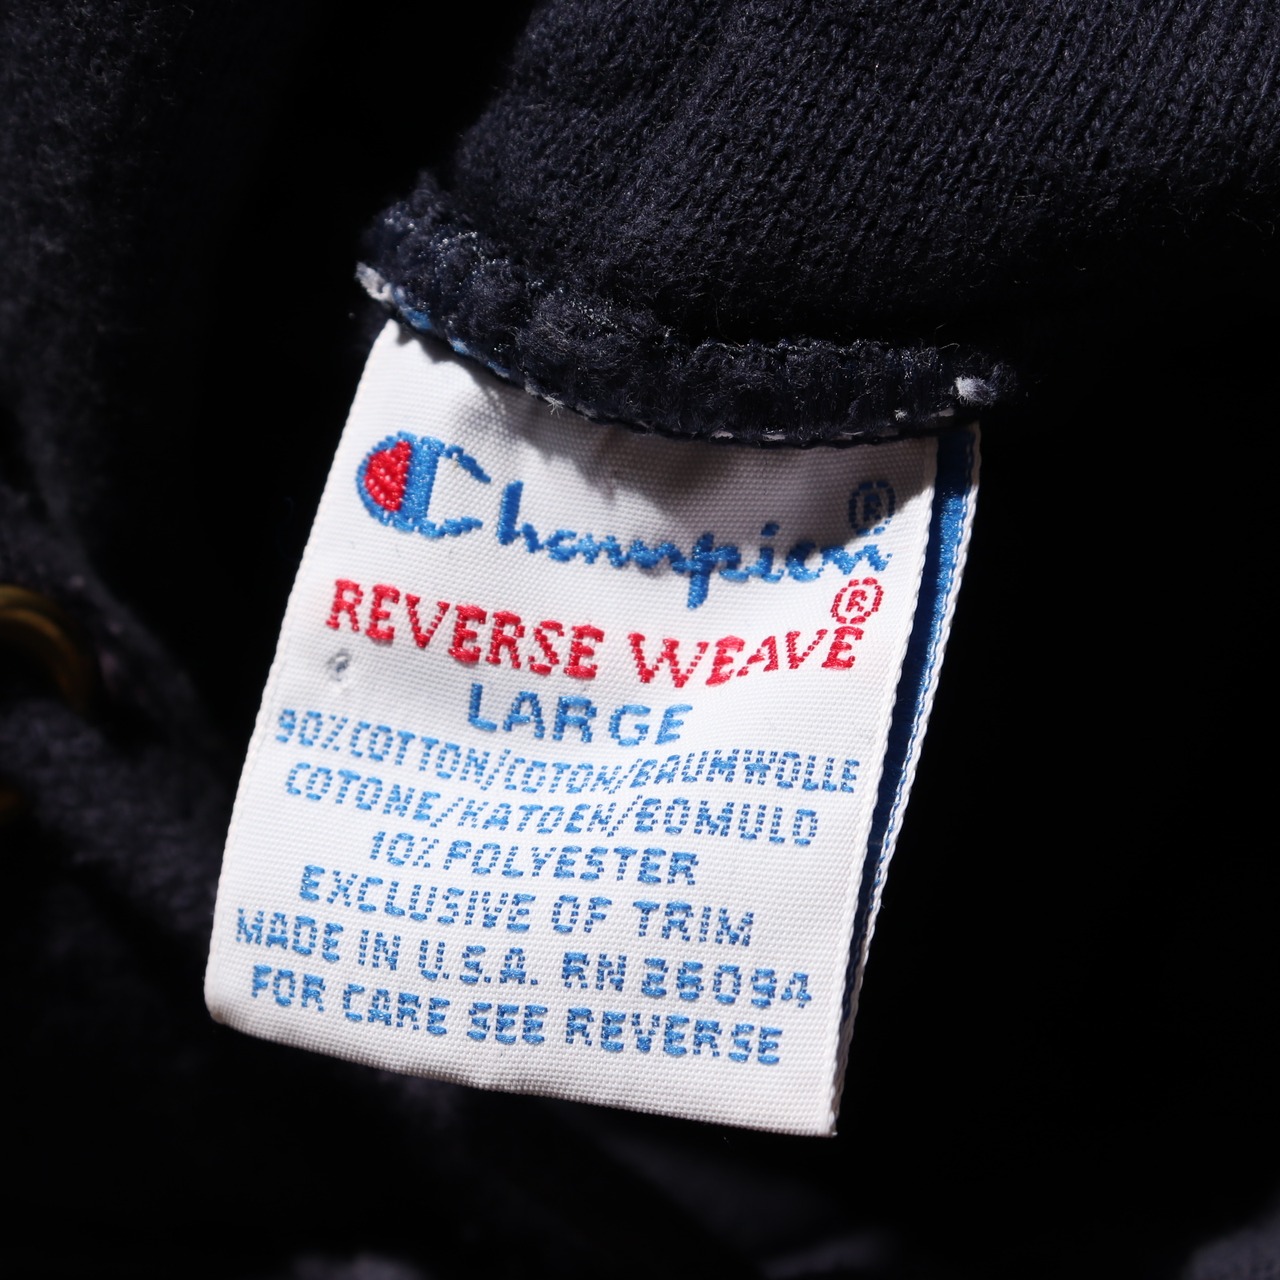 Champion®
REVERSE WEAVE®
LARGE
90% COTTON/COTON/BAUMWOLLE
COTONE/KATOEN/BOMULD
10% POLYESTER
EXCLUSIVE OF TRIM
MADE IN U.S.A. RN 26094
FOR CARE SEE REVERSE